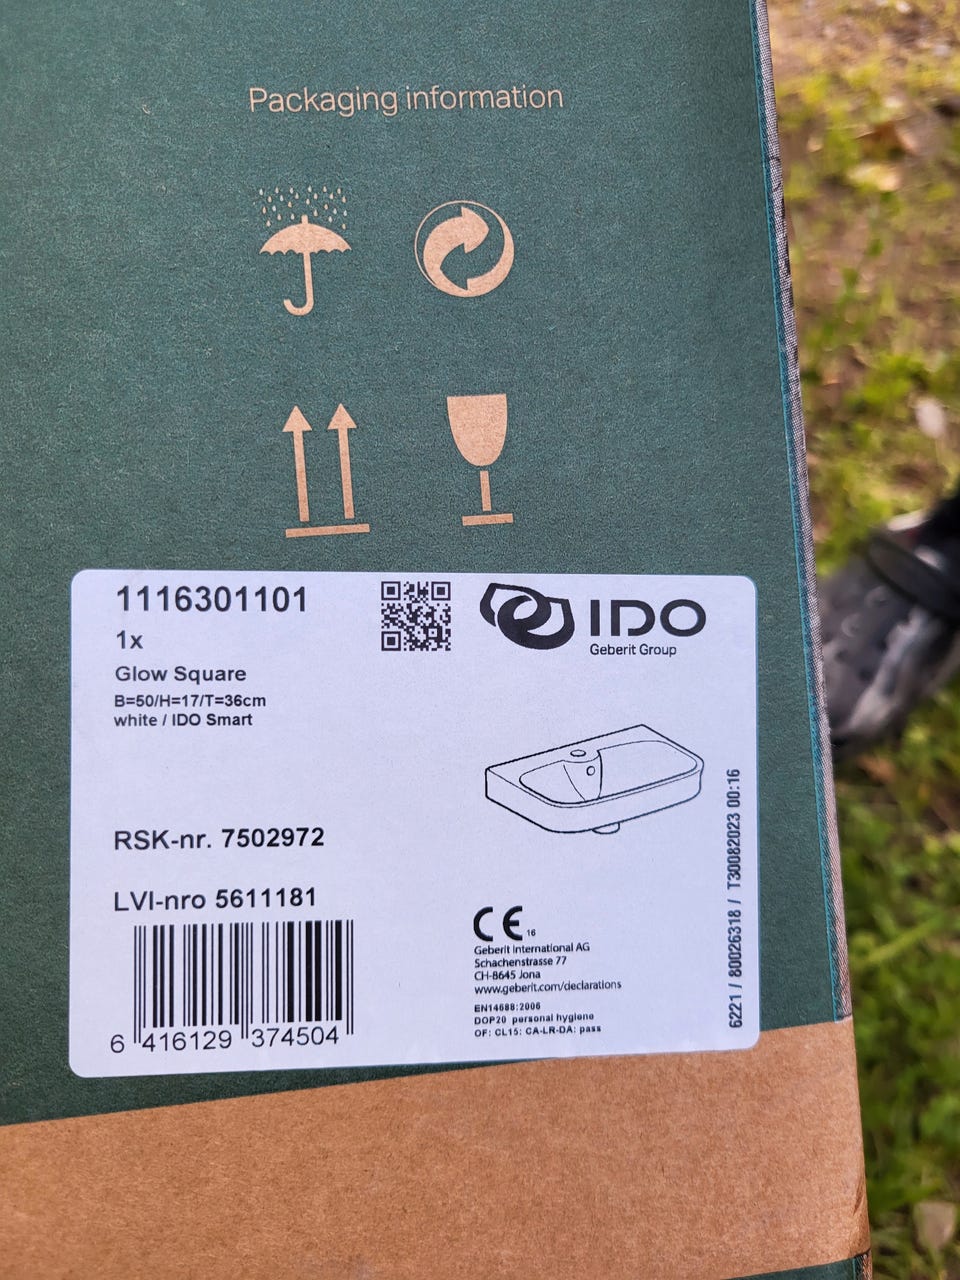 Packaging information
1116301101
1x
Glow Square
B=50/H=17/T=36cm
white / IDO Smart
IDO
Geberit Group
RSK-nr. 7502972
LVI-nro 5611181
6 416129 374504
CE
16
Geberit International AG
Schachenstrasse 77
CH-8645 Jona
www.geberit.com/declarations
EN14688:2006
DOP20 personal hygiene
OF: CL15: CA-LR-DA: pass
6221 / 80026318 / T30082023 00:16